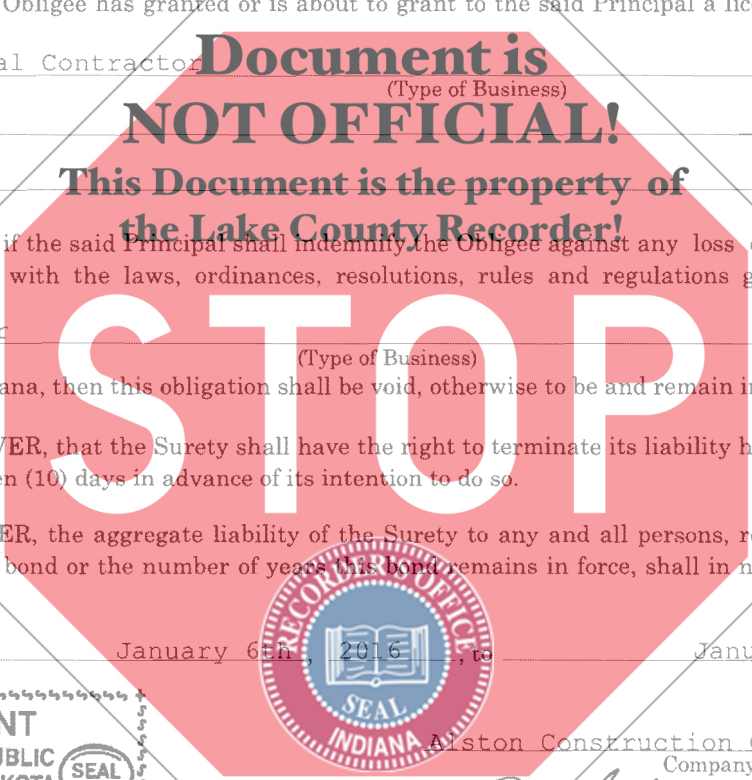 Obligee has granted or is about to grant to the said Principal a lic
al Contractor
Document is
(Type of Business)
NOT OFFICIAL!
This Document is the property of
the Lake County Recorder!
if the said Principal shall indemnify the Obligee against any loss
with the laws, ordinances, resolutions, rules and regulations g
STOP
(Type of Business)
ana, then this obligation shall be void, otherwise to be and remain in
VER, that the Surety shall have the right to terminate its liability h
en (10) days in advance of its intention to do so.
ER, the aggregate liability of the Surety to any and all persons, re
bond or the number of years this bond remains in force, shall in n
RECORDER'S OFFICE
January 6th, 2016, to Janu
SEAL
INDIANA
NT
UBLIC
KOTA
SEAL
Alston Construction
Company